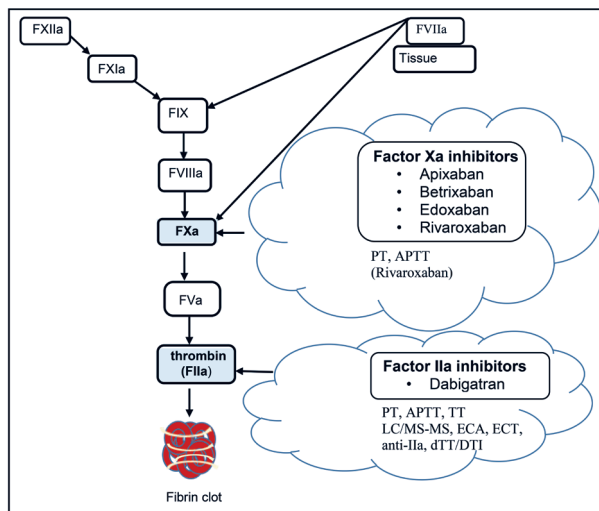 FXIIa
FVIIa
Tissue
FXIa
FIX
FVIIIa
Factor Xa inhibitors
• Apixaban
• Betrixaban
• Edoxaban
• Rivaroxaban
FXa
PT, APTT
(Rivaroxaban)
FVa
thrombin
(FIIa)
Factor IIa inhibitors
• Dabigatran
PT, APTT, TT
LC/MS-MS, ECA, ECT,
anti-IIa, dTT/DTI
Fibrin clot